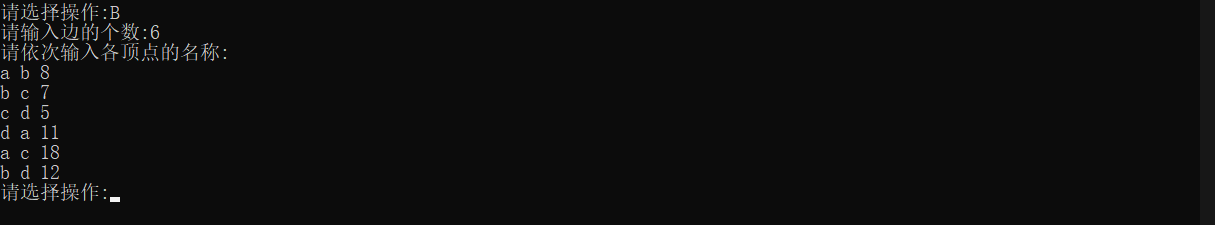 请选择操作:B
请输入边的个数:6
请依次输入各顶点的名称:
a b 8
b c 7
c d 5
d a 11
a c 18
b d 12
请选择操作: